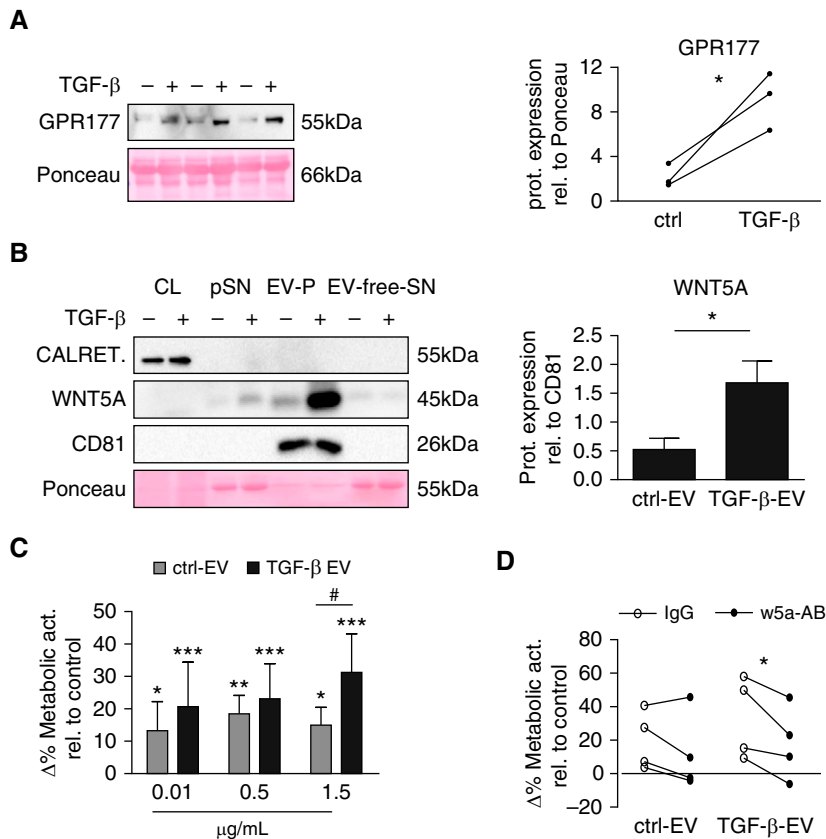 A
TGF-β – + – + – +
GPR177 55kDa
Ponceau 66kDa
GPR177
prot. expression
rel. to Ponceau
12
8
4
0
ctrl TGF-β
*
B
CL pSN EV-P EV-free-SN
TGF-β – + – + – + – +
CALRET. 55kDa
WNT5A 45kDa
CD81 26kDa
Ponceau 55kDa
WNT5A
*
Prot. expression
rel. to CD81
2.5
2.0
1.5
1.0
0.5
0.0
ctrl-EV TGF-β-EV
C
ctrl-EV TGF-β EV
Δ% Metabolic act.
rel. to control
50
40
30
20
10
0
* *** ** *** * ***
#
0.01 0.5 1.5
μg/mL
D
IgG w5a-AB
Δ% Metabolic act.
rel. to control
80
60
40
20
0
–20
*
ctrl-EV TGF-β-EV